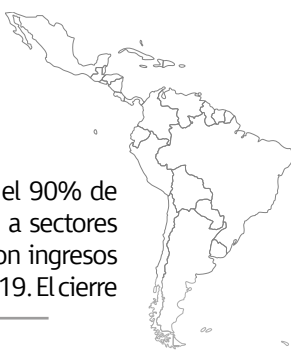 el 90% de
a sectores
on ingresos
19. El cierre